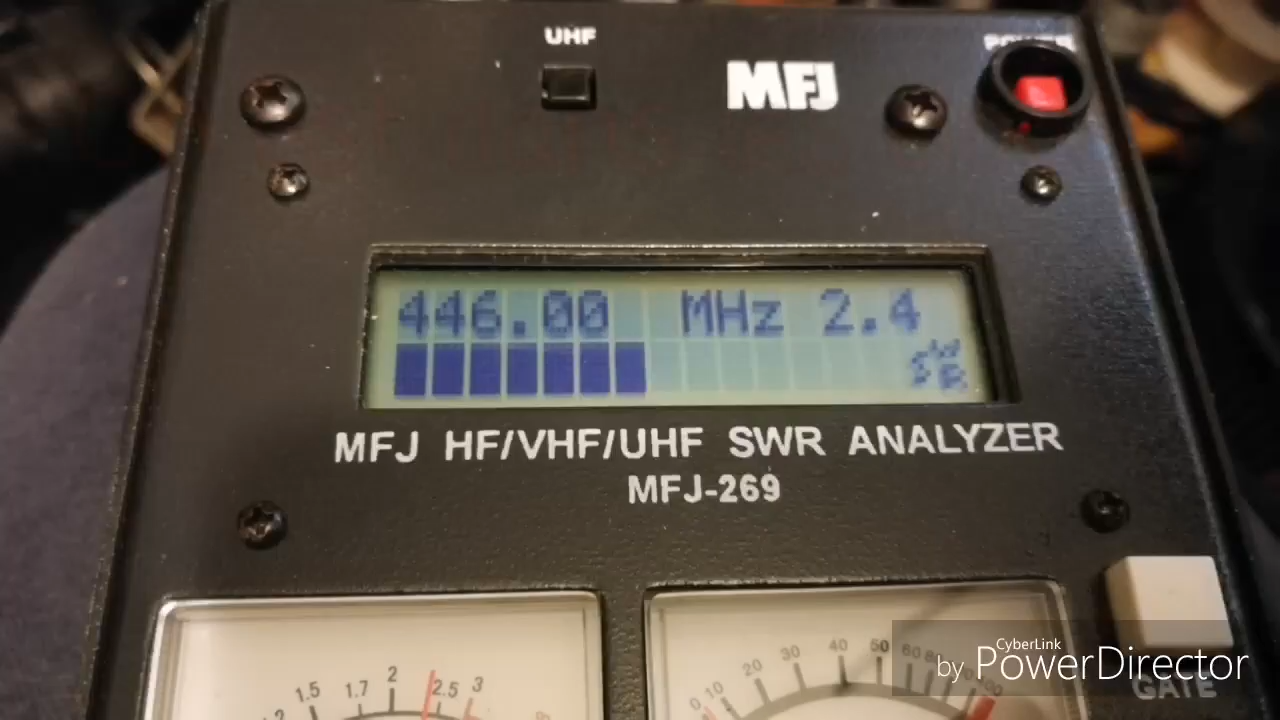 UHF
POWER
MFJ
446.00 MHz 2.4
SWR
MFJ HF/VHF/UHF SWR ANALYZER
MFJ-269
1.5 1.7 2 2.5 3
0 10 20 30 40 50 60 80 100
GATE
CyberLink
by PowerDirector